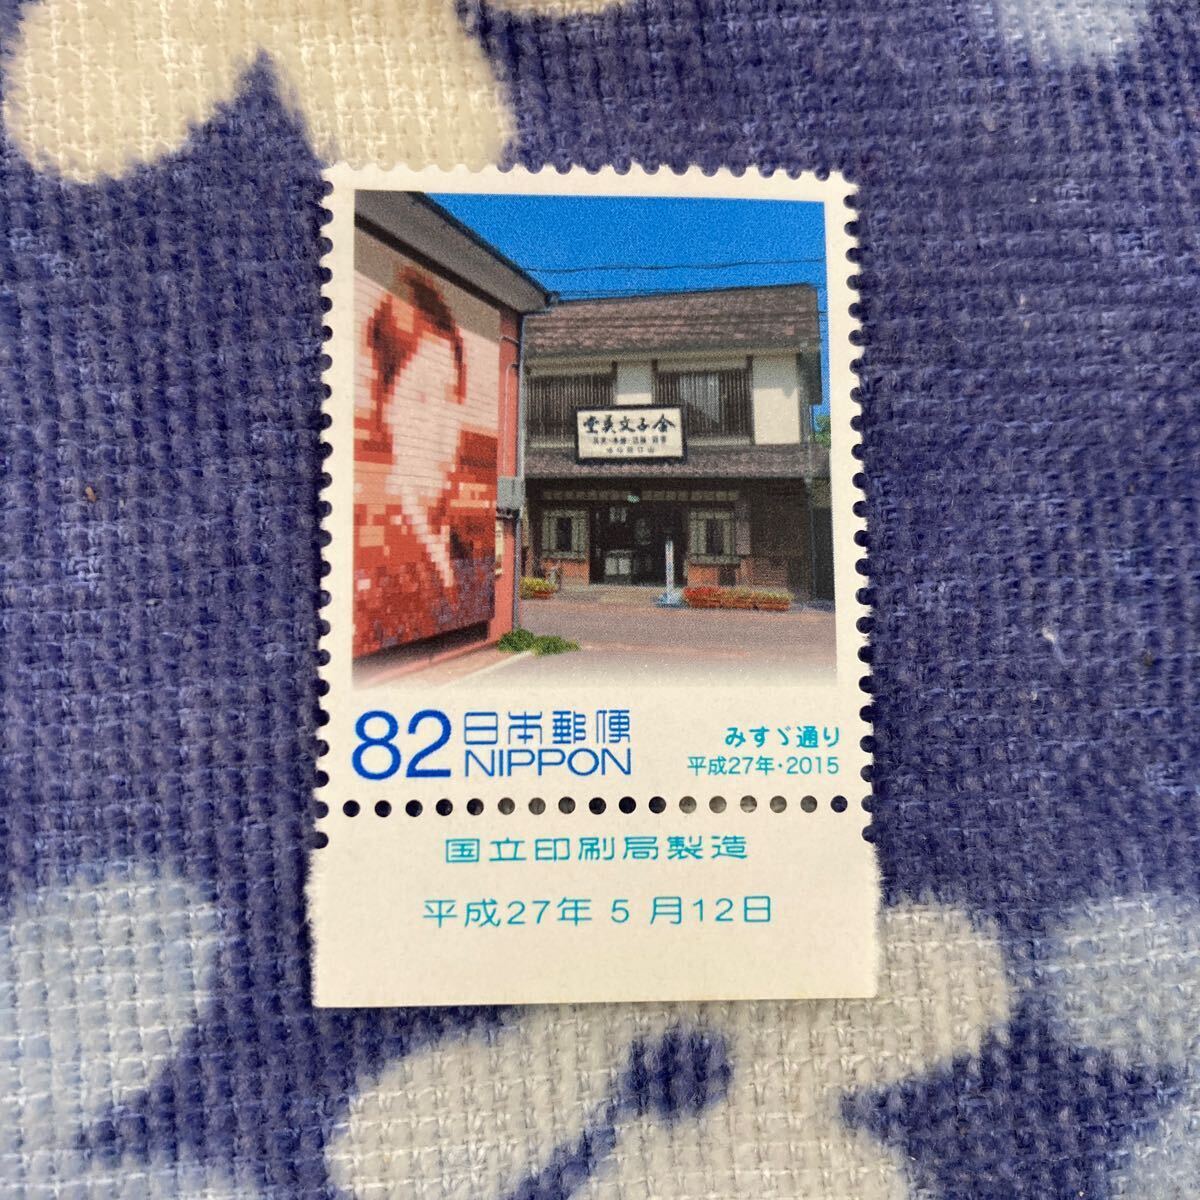 金子文英堂
82 日本郵便
NIPPON
みすゞ通り
平成27年・2015
国立印刷局製造
平成27年 5 月12日